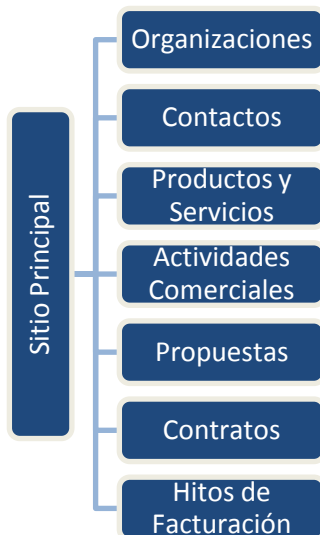 Sitio Principal
Organizaciones
Contactos
Productos y
Servicios
Actividades
Comerciales
Propuestas
Contratos
Hitos de
Facturación